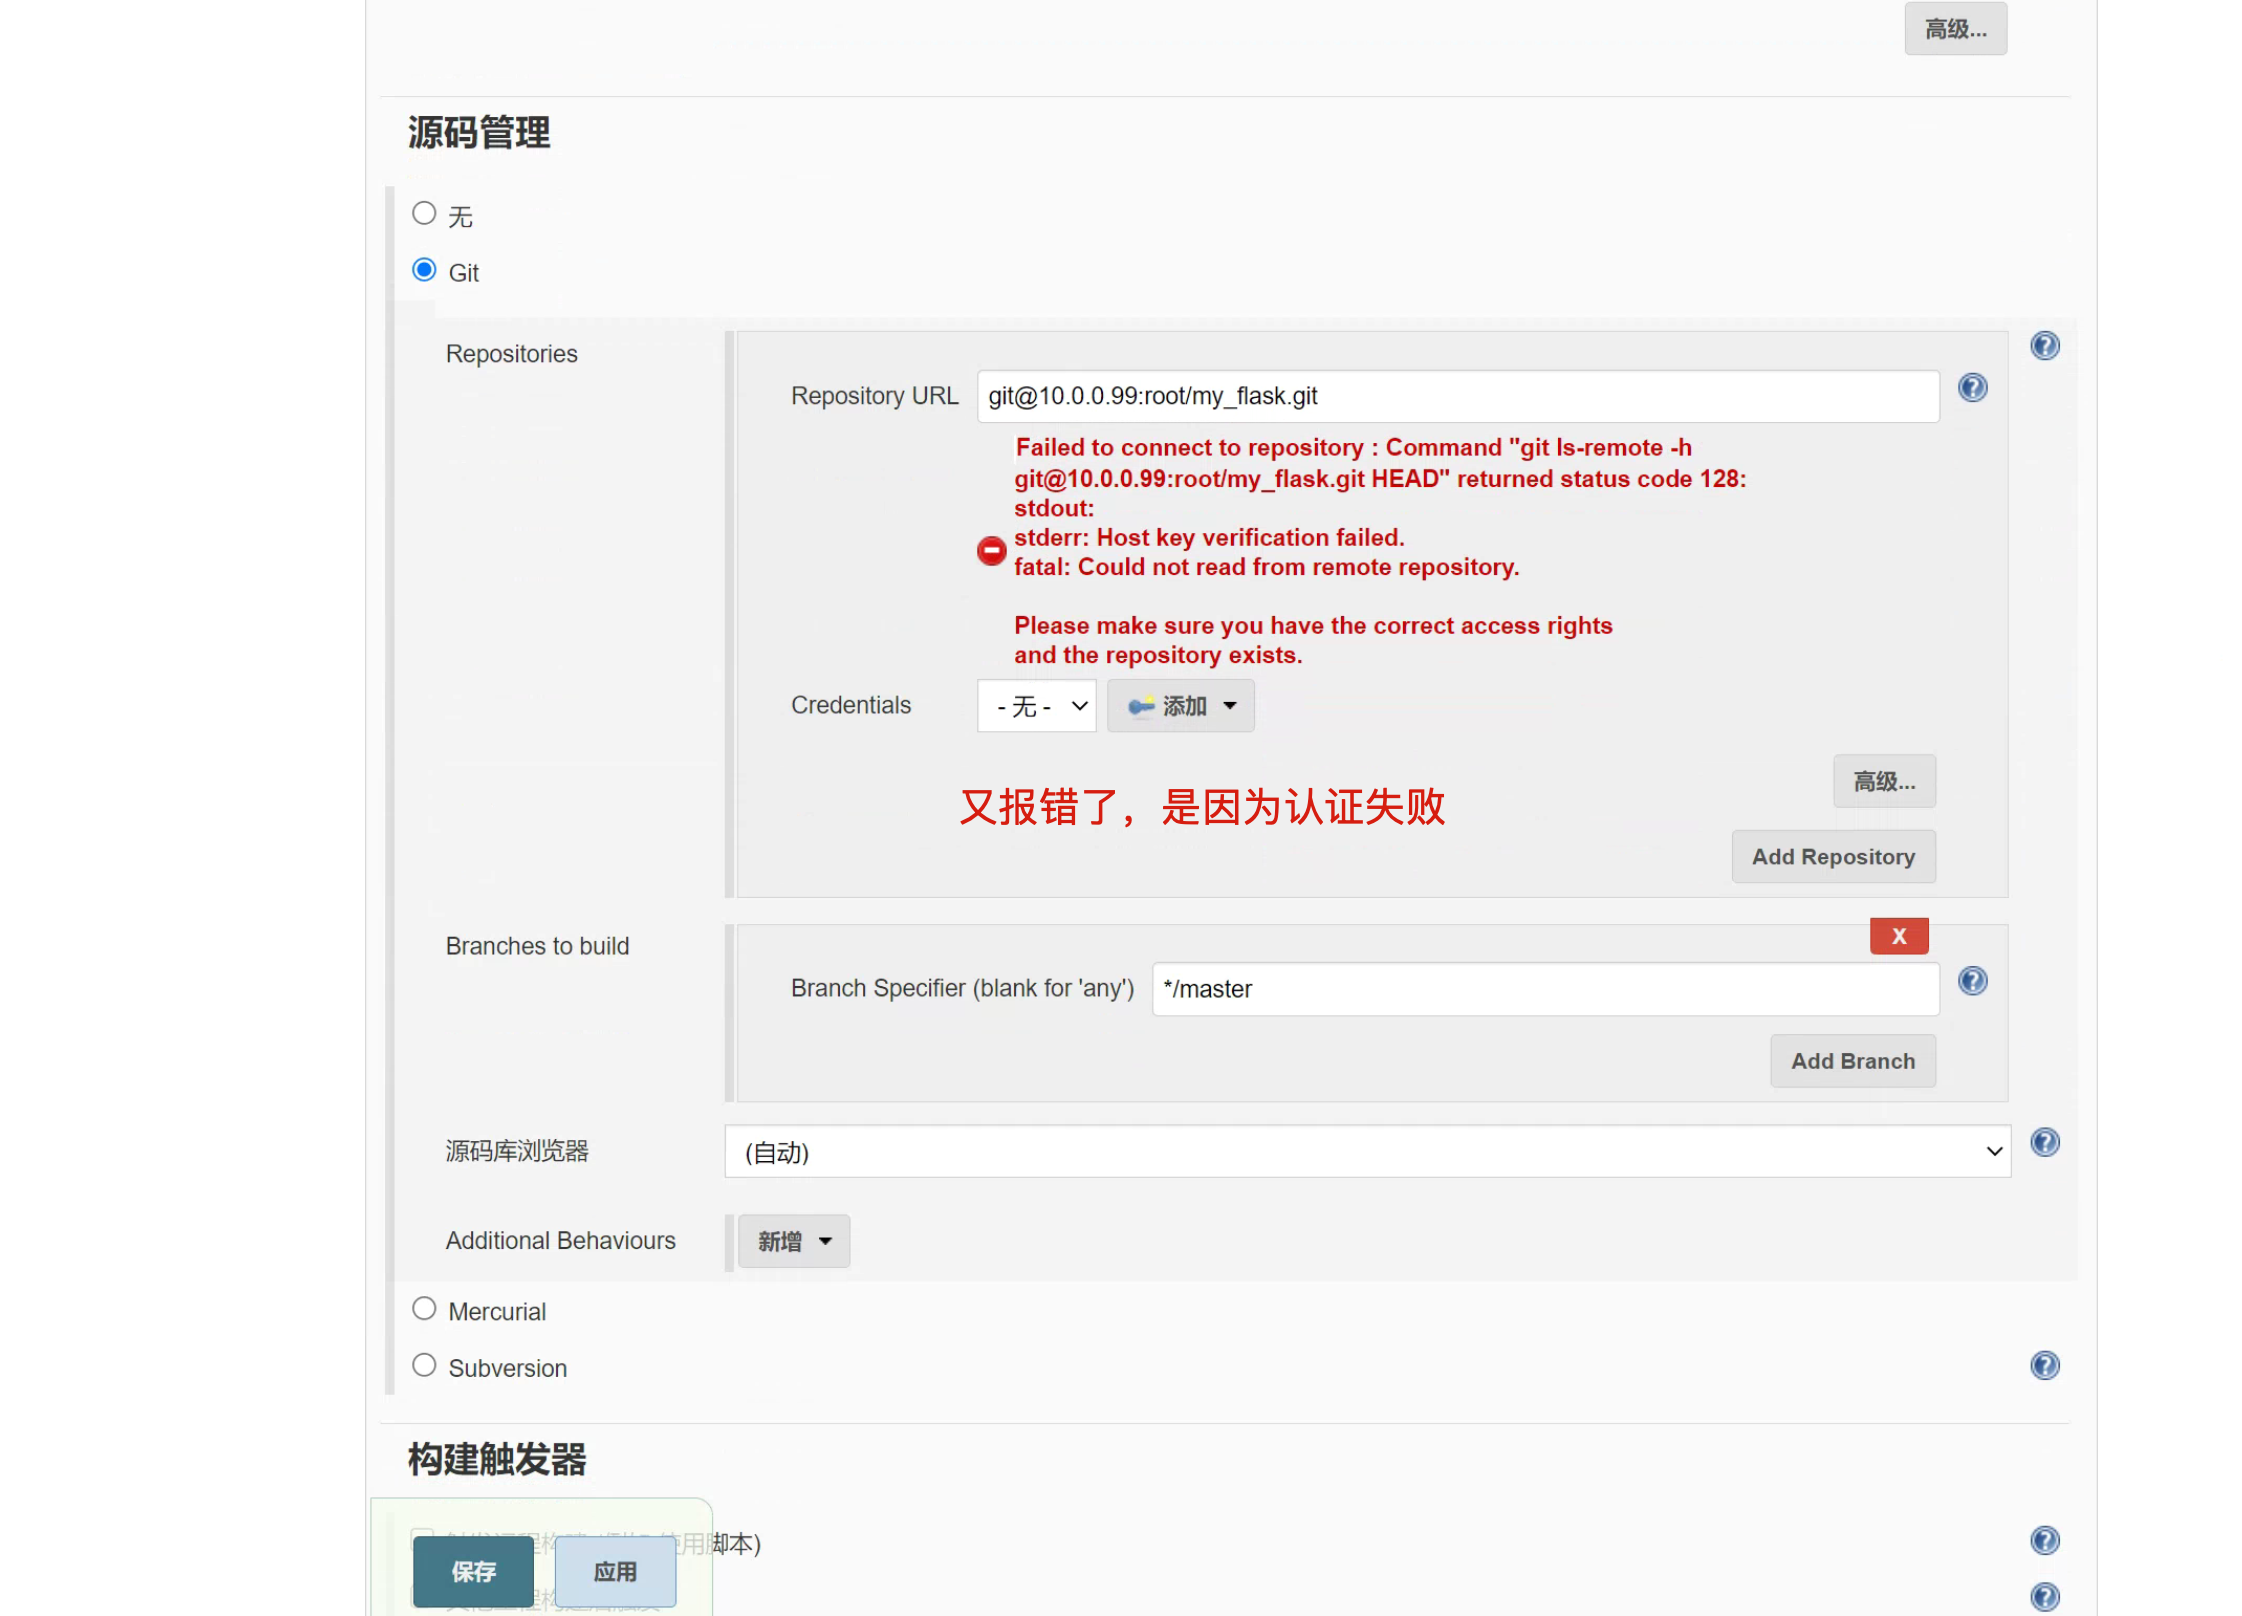 高级...
源码管理
无
Git
Repositories
Repository URL
git@10.0.0.99:root/my_flask.git
Failed to connect to repository : Command "git ls-remote -h
git@10.0.0.99:root/my_flask.git HEAD" returned status code 128:
stdout:
stderr: Host key verification failed.
fatal: Could not read from remote repository.
Please make sure you have the correct access rights
and the repository exists.
Credentials
- 无 -
添加
高级...
又报错了，是因为认证失败
Add Repository
Branches to build
X
Branch Specifier (blank for 'any')
*/master
Add Branch
源码库浏览器
(自动)
Additional Behaviours
新增
Mercurial
Subversion
构建触发器
使用脚本)
保存
应用